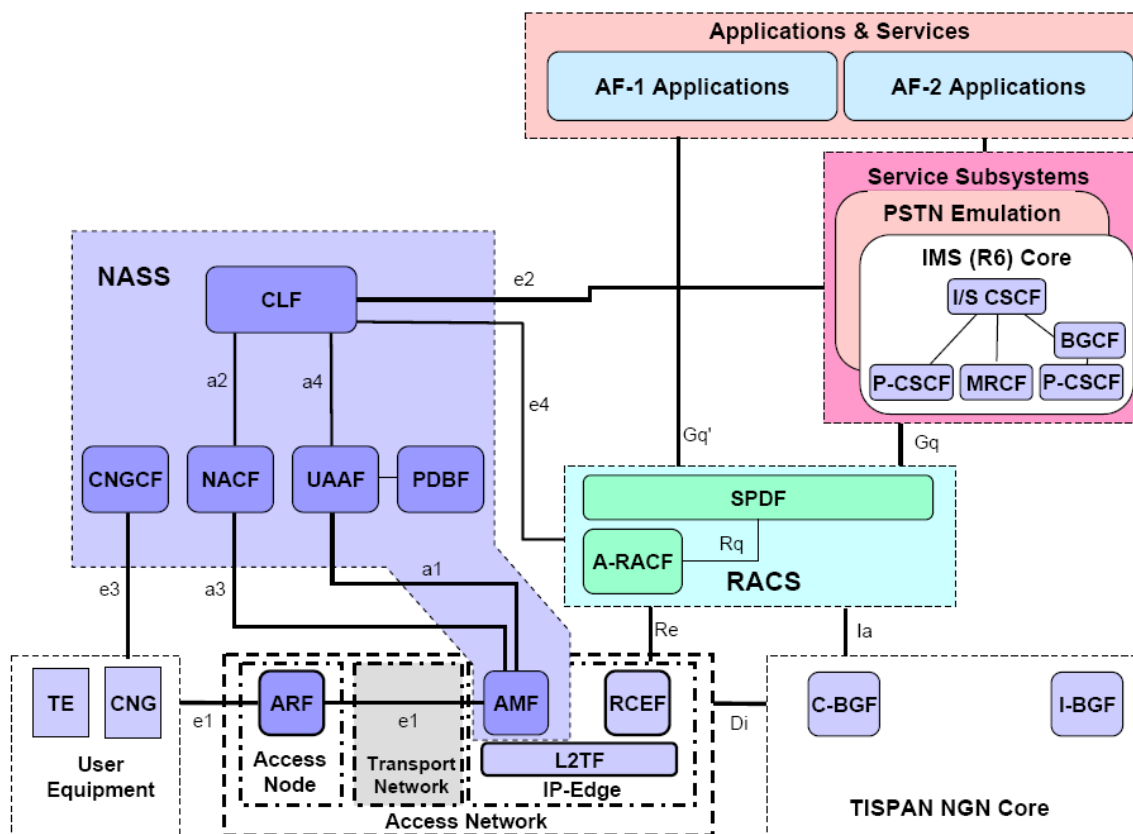 Applications & Services
AF-1 Applications
AF-2 Applications
Service Subsystems
PSTN Emulation
IMS (R6) Core
I/S CSCF
BGCF
P-CSCF
MRCF
P-CSCF
NASS
CLF
e2
a2
a4
e4
Gq'
Gq
CNGCF
NACF
UAAF
PDBF
SPDF
Rq
A-RACF
RACS
e3
a3
a1
Re
Ia
TE
CNG
ARF
AMF
RCEF
C-BGF
I-BGF
e1
e1
Di
User
Equipment
Access
Node
Transport
Network
L2TF
IP-Edge
Access Network
TISPAN NGN Core